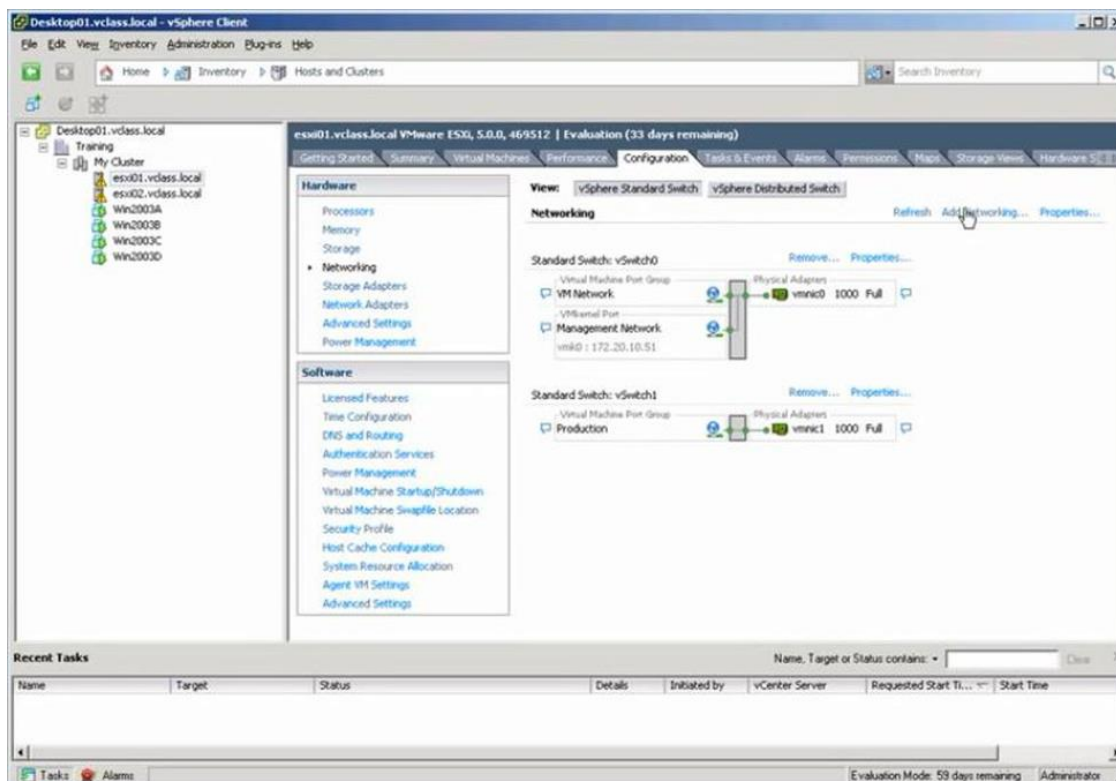 Desktop01.vclass.local - vSphere Client
File Edit View Inventory Administration Plug-ins Help
Home Inventory Hosts and Clusters Search Inventory
Desktop01.vclass.local
Training
My Cluster
esxi01.vclass.local
esxi02.vclass.local
Win2003A
Win2003B
Win2003C
Win2003D
esxi01.vclass.local VMware ESXi, 5.0.0, 469512 | Evaluation (33 days remaining)
Getting Started Summary Virtual Machines Performance Configuration Tasks & Events Alarms Permissions Maps Storage Views Hardware S
Hardware
Processors
Memory
Storage
Networking
Storage Adapters
Network Adapters
Advanced Settings
Power Management
Software
Licensed Features
Time Configuration
DNS and Routing
Authentication Services
Power Management
Virtual Machine Startup/Shutdown
Virtual Machine Swapfile Location
Security Profile
Host Cache Configuration
System Resource Allocation
Agent VM Settings
Advanced Settings
View: vSphere Standard Switch vSphere Distributed Switch
Networking Refresh Add Networking... Properties...
Standard Switch: vSwitch0 Remove... Properties...
Virtual Machine Port Group Physical Adapters
VM Network vmnic0 1000 Full
VMkernel Port
Management Network
vmk0 : 172.20.10.51
Standard Switch: vSwitch1 Remove... Properties...
Virtual Machine Port Group Physical Adapters
Production vmnic1 1000 Full
Recent Tasks Name, Target or Status contains: Clear
Name Target Status Details Initiated by vCenter Server Requested Start Ti... Start Time
Tasks Alarms Evaluation Mode: 59 days remaining Administrator